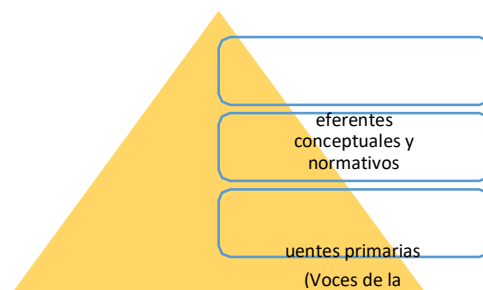 eferentes
conceptuales y
normativos
uentes primarias
(Voces de la